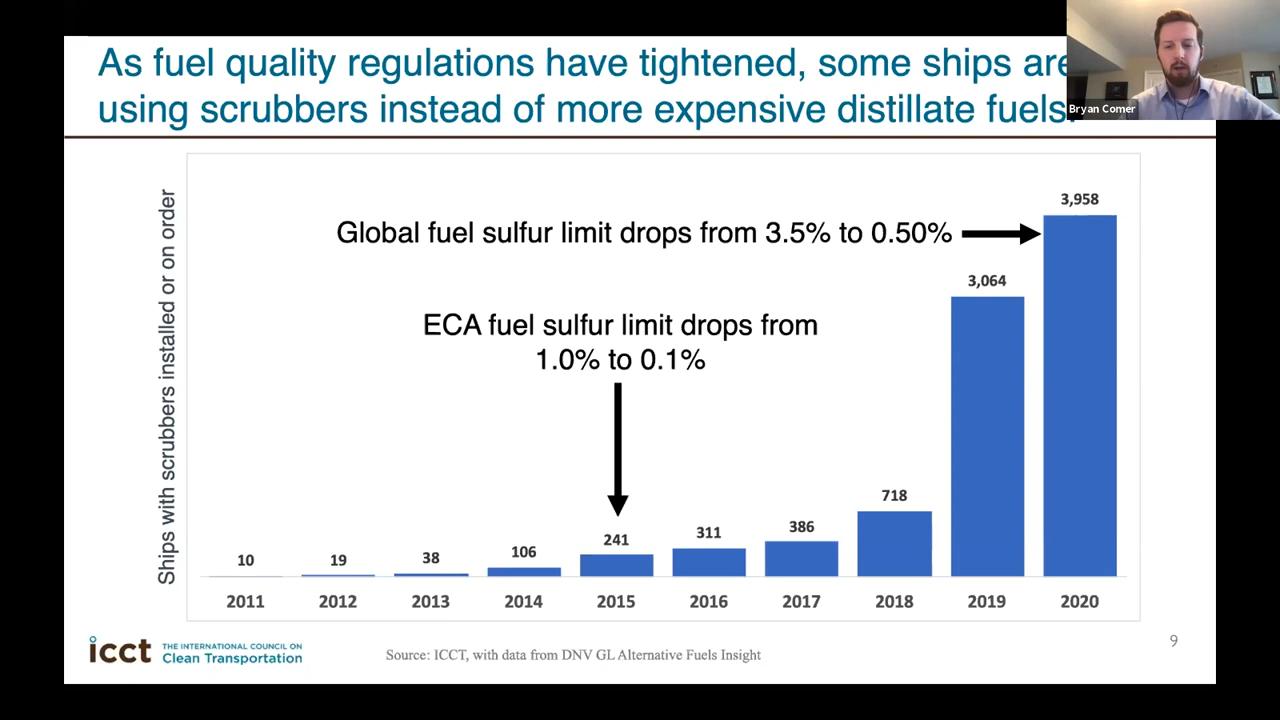 As fuel quality regulations have tightened, some ships are
using scrubbers instead of more expensive distillate fuels.
Bryan Comer
Ships with scrubbers installed or on order
Global fuel sulfur limit drops from 3.5% to 0.50%
ECA fuel sulfur limit drops from
1.0% to 0.1%
10
19
38
106
241
311
386
718
3,064
3,958
2011
2012
2013
2014
2015
2016
2017
2018
2019
2020
icct
THE INTERNATIONAL COUNCIL ON
Clean Transportation
Source: ICCT, with data from DNV GL Alternative Fuels Insight
9